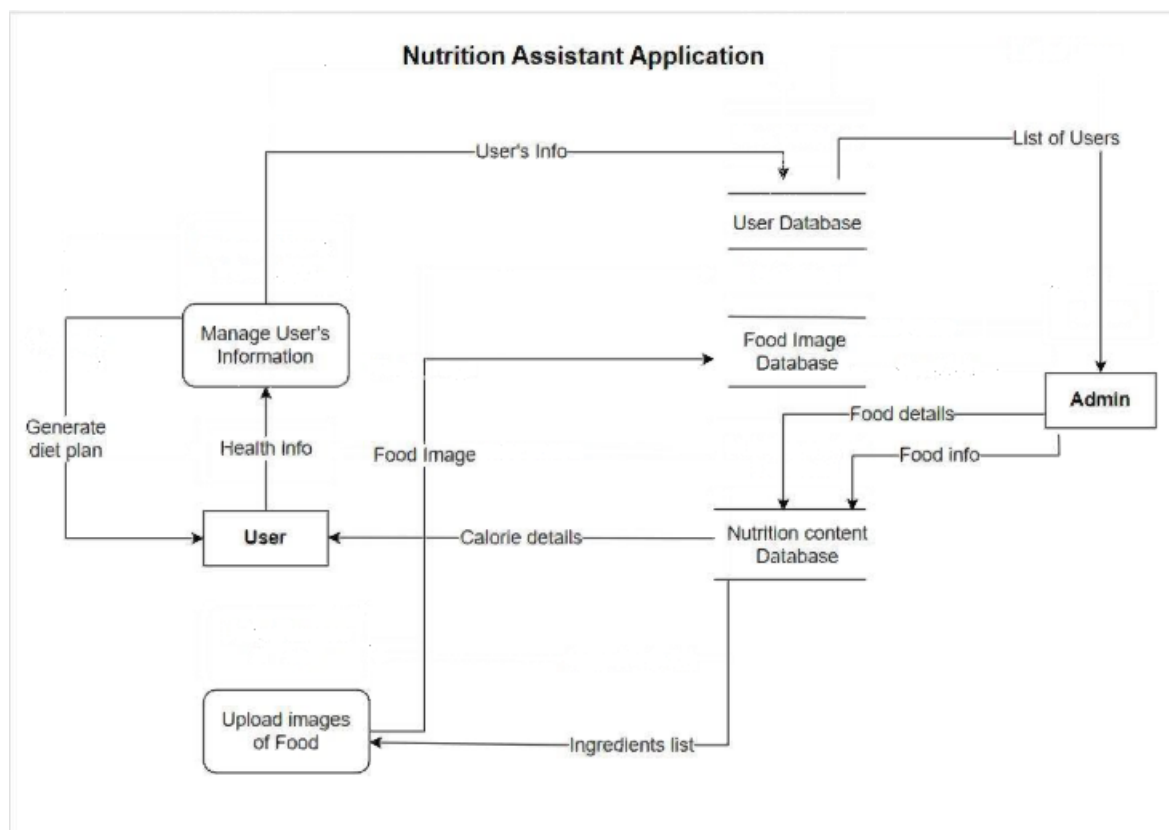 Nutrition Assistant Application
List of Users
User's Info
User Database
Manage User's
Information
Food Image
Database
Admin
Food details
Generate
diet plan
Health Info
Food Image
Food info
User
Calorie details
Nutrition content
Database
Upload images
of Food
Ingredients list